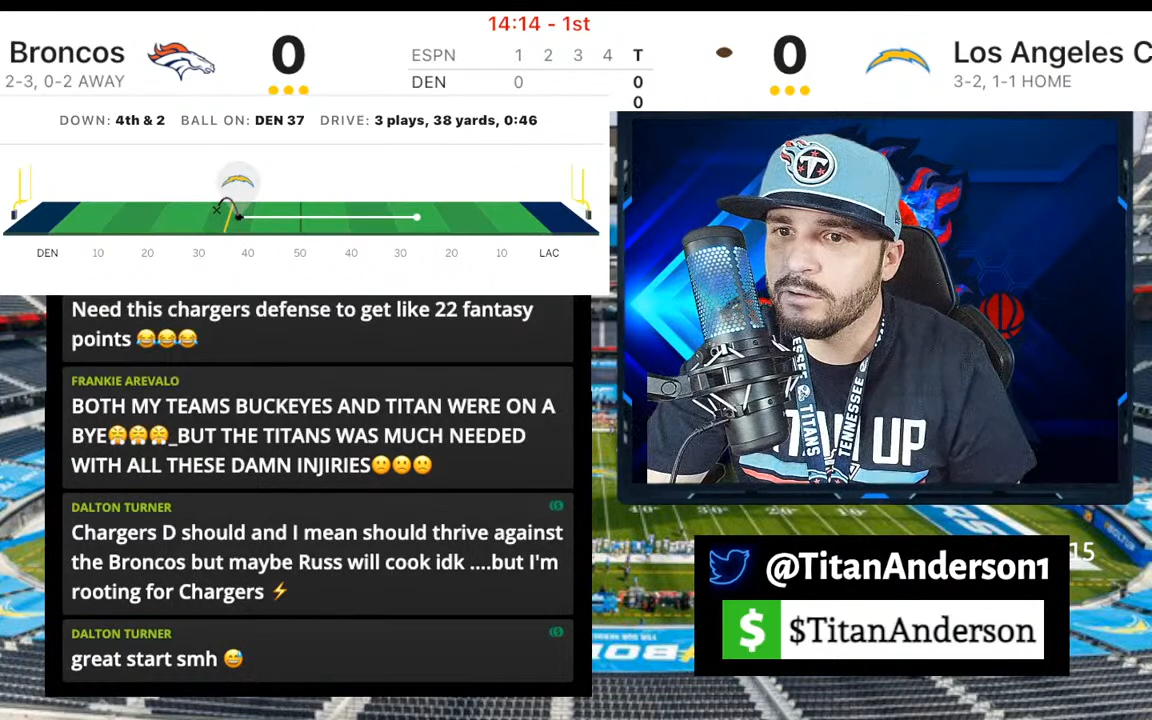 14:14 - 1st
Broncos
0
2-3, 0-2 AWAY
ESPN 1 2 3 4 T
DEN 0 0
0
0
Los Angeles C
3-2, 1-1 HOME
DOWN: 4th & 2 BALL ON: DEN 37 DRIVE: 3 plays, 38 yards, 0:46
DEN 10 20 30 40 50 40 30 20 10 LAC
Need this chargers defense to get like 22 fantasy
points 😂😂😂
FRANKIE AREVALO
BOTH MY TEAMS BUCKEYES AND TITAN WERE ON A
BYE😤😤😤_BUT THE TITANS WAS MUCH NEEDED
WITH ALL THESE DAMN INJIRIES🙁🙁🙁
DALTON TURNER
Chargers D should and I mean should thrive against
the Broncos but maybe Russ will cook idk ....but I'm
rooting for Chargers ⚡
DALTON TURNER
great start smh 😅
T
TENNESSEE
TITANS
TITAN UP
15
@TitanAnderson1
$ $TitanAnderson